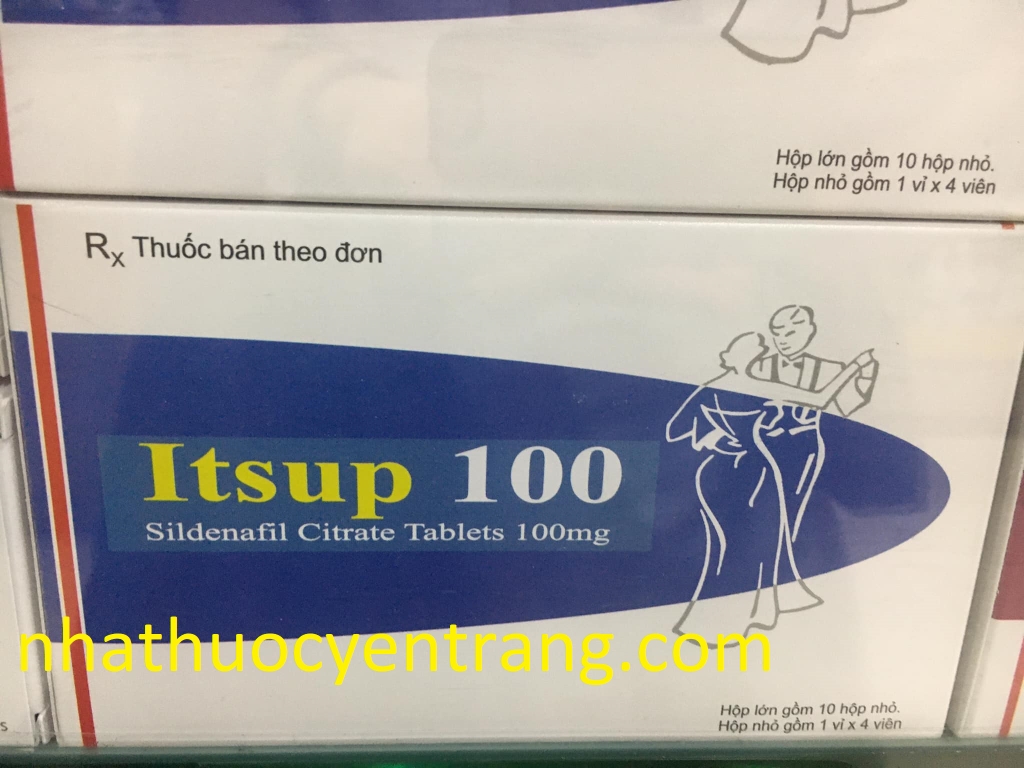 Hộp lớn gồm 10 hộp nhỏ.
Hộp nhỏ gồm 1 vỉ x 4 viên
Rx Thuốc bán theo đơn
Itsup 100
Sildenafil Citrate Tablets 100mg
nhathuocyentrang.com
Hộp lớn gồm 10 hộp nhỏ.
Hộp nhỏ gồm 1 vỉ x 4 viên
s